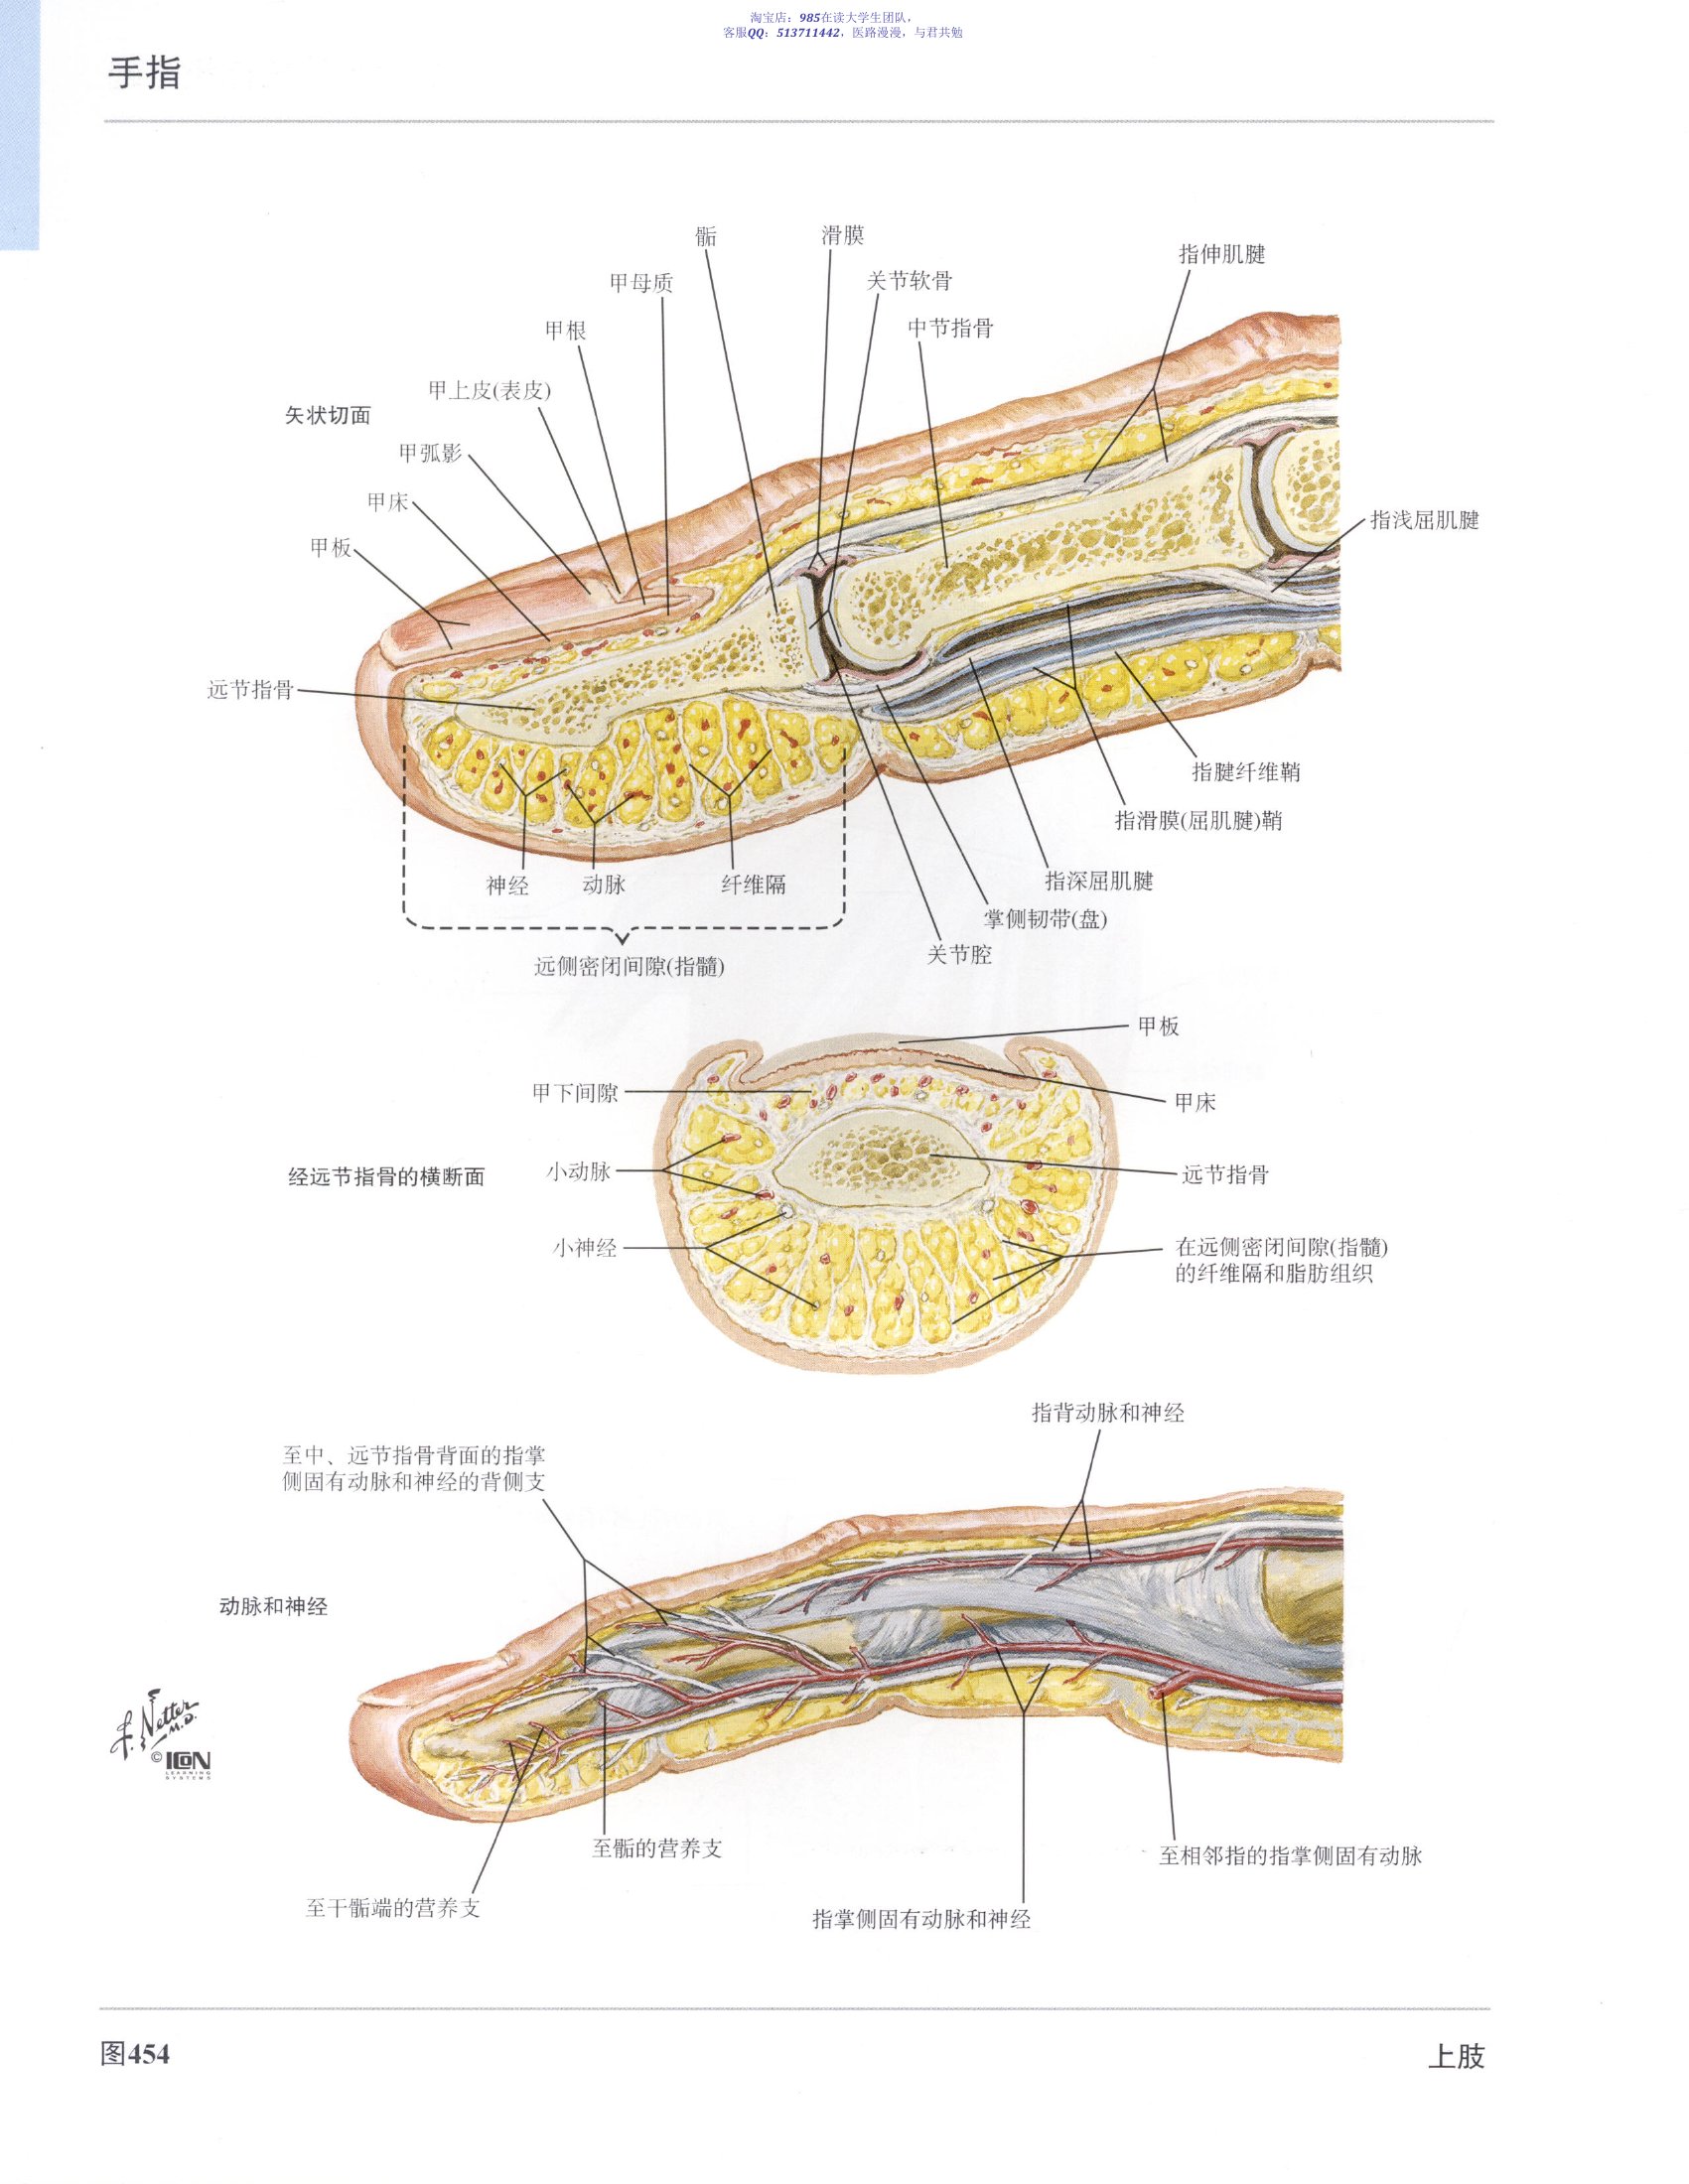 淘宝店：985在读大学生团队，
客服QQ：513711442，医路漫漫，与君共勉
手指
骺
滑膜
指伸肌腱
甲母质
关节软骨
甲根
中节指骨
甲上皮(表皮)
矢状切面
甲弧影
甲床
指浅屈肌腱
甲板
远节指骨
指腱纤维鞘
指滑膜(屈肌腱)鞘
神经
动脉
纤维隔
指深屈肌腱
掌侧韧带(盘)
关节腔
远侧密闭间隙(指髓)
甲板
甲下间隙
甲床
经远节指骨的横断面
小动脉
远节指骨
小神经
在远侧密闭间隙(指髓)
的纤维隔和脂肪组织
指背动脉和神经
至中、远节指骨背面的指掌
侧固有动脉和神经的背侧支
动脉和神经
F. Netter
M.D.
© ICON
LEARNING
SYSTEMS
至骺的营养支
至相邻指的指掌侧固有动脉
至干骺端的营养支
指掌侧固有动脉和神经
图454
上肢